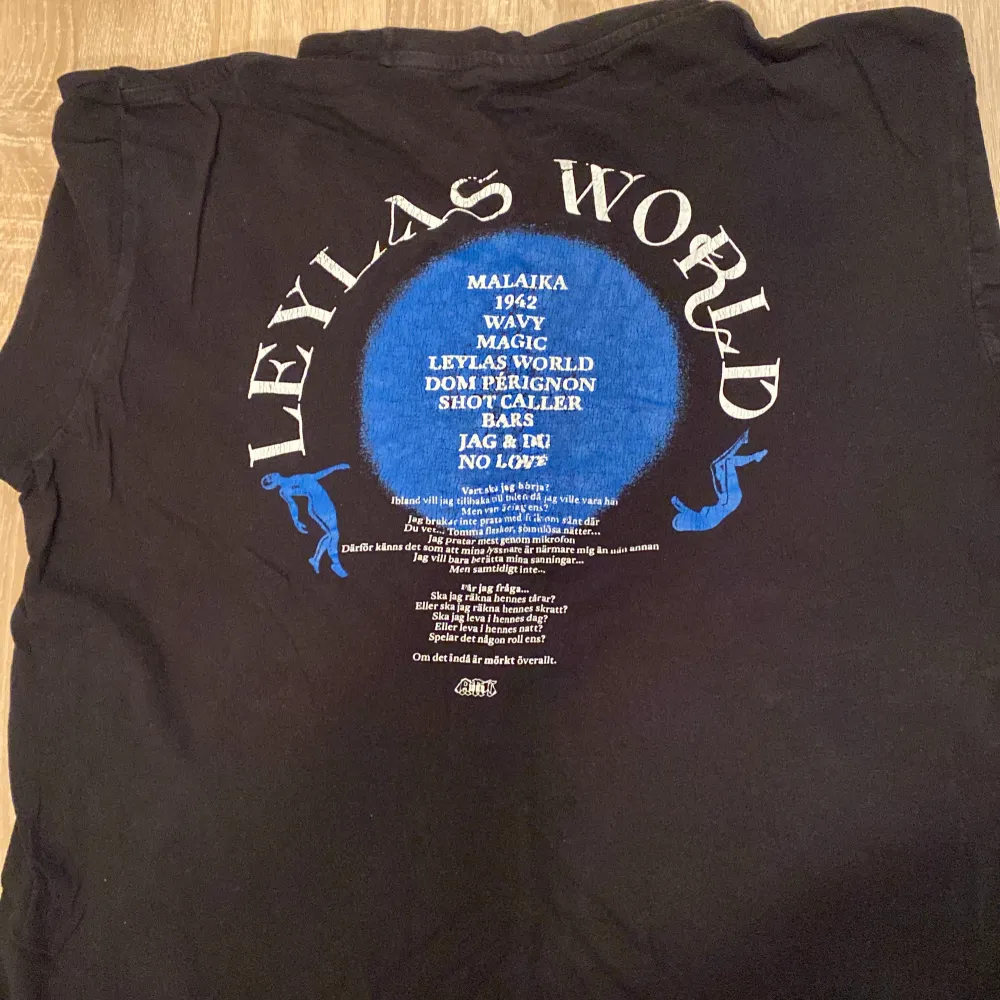 LEYLAS WORLD
MALAIKA
1942
WAVY
MAGIC
LEYLAS WORLD
DOM PÉRIGNON
SHOT CALLER
BARS
JAG & DU
NO LOVE
Vart ska jag börja?
Ibland vill jag tillbaka till tiden då jag ville vara här
Men var är jag ens?
Jag brukar inte prata med folk om sånt där
Du vet... Tomma flaskor, sömnlösa nätter...
Jag pratar mest genom mikrofon
Därför känns det som att mina lyssnare är närmare mig än nån annan
Jag vill bara berätta mina sanningar...
Men samtidigt inte...
Får jag fråga...
Ska jag räkna hennes tårar?
Eller ska jag räkna hennes skratt?
Ska jag leva i hennes dag?
Eller leva i hennes natt?
Spelar det någon roll ens?
Om det ändå är mörkt överallt.